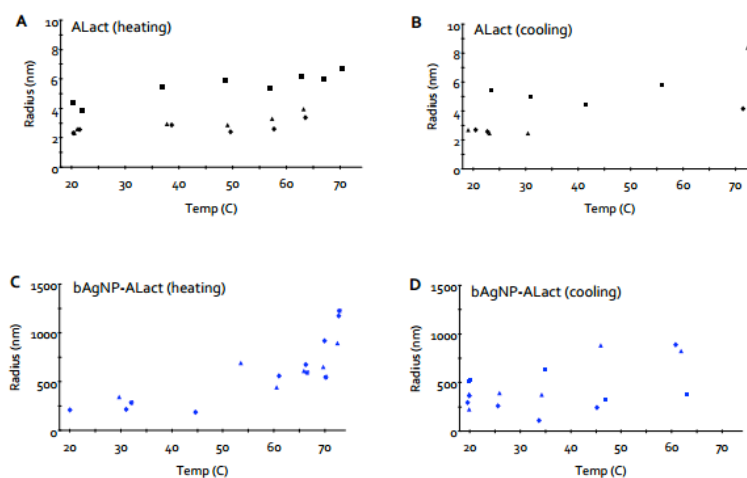 A
ALact (heating)
10
8
6
4
2
0
Radius (nm)
20 30 40 50 60 70
Temp (C)
B
ALact (cooling)
10
8
6
4
2
0
Radius (nm)
20 30 40 50 60 70
Temp (C)
C
bAgNP-ALact (heating)
1500
1000
500
0
Radius (nm)
20 30 40 50 60 70
Temp (C)
D
bAgNP-ALact (cooling)
1500
1000
500
0
Radius (nm)
20 30 40 50 60 70
Temp (C)